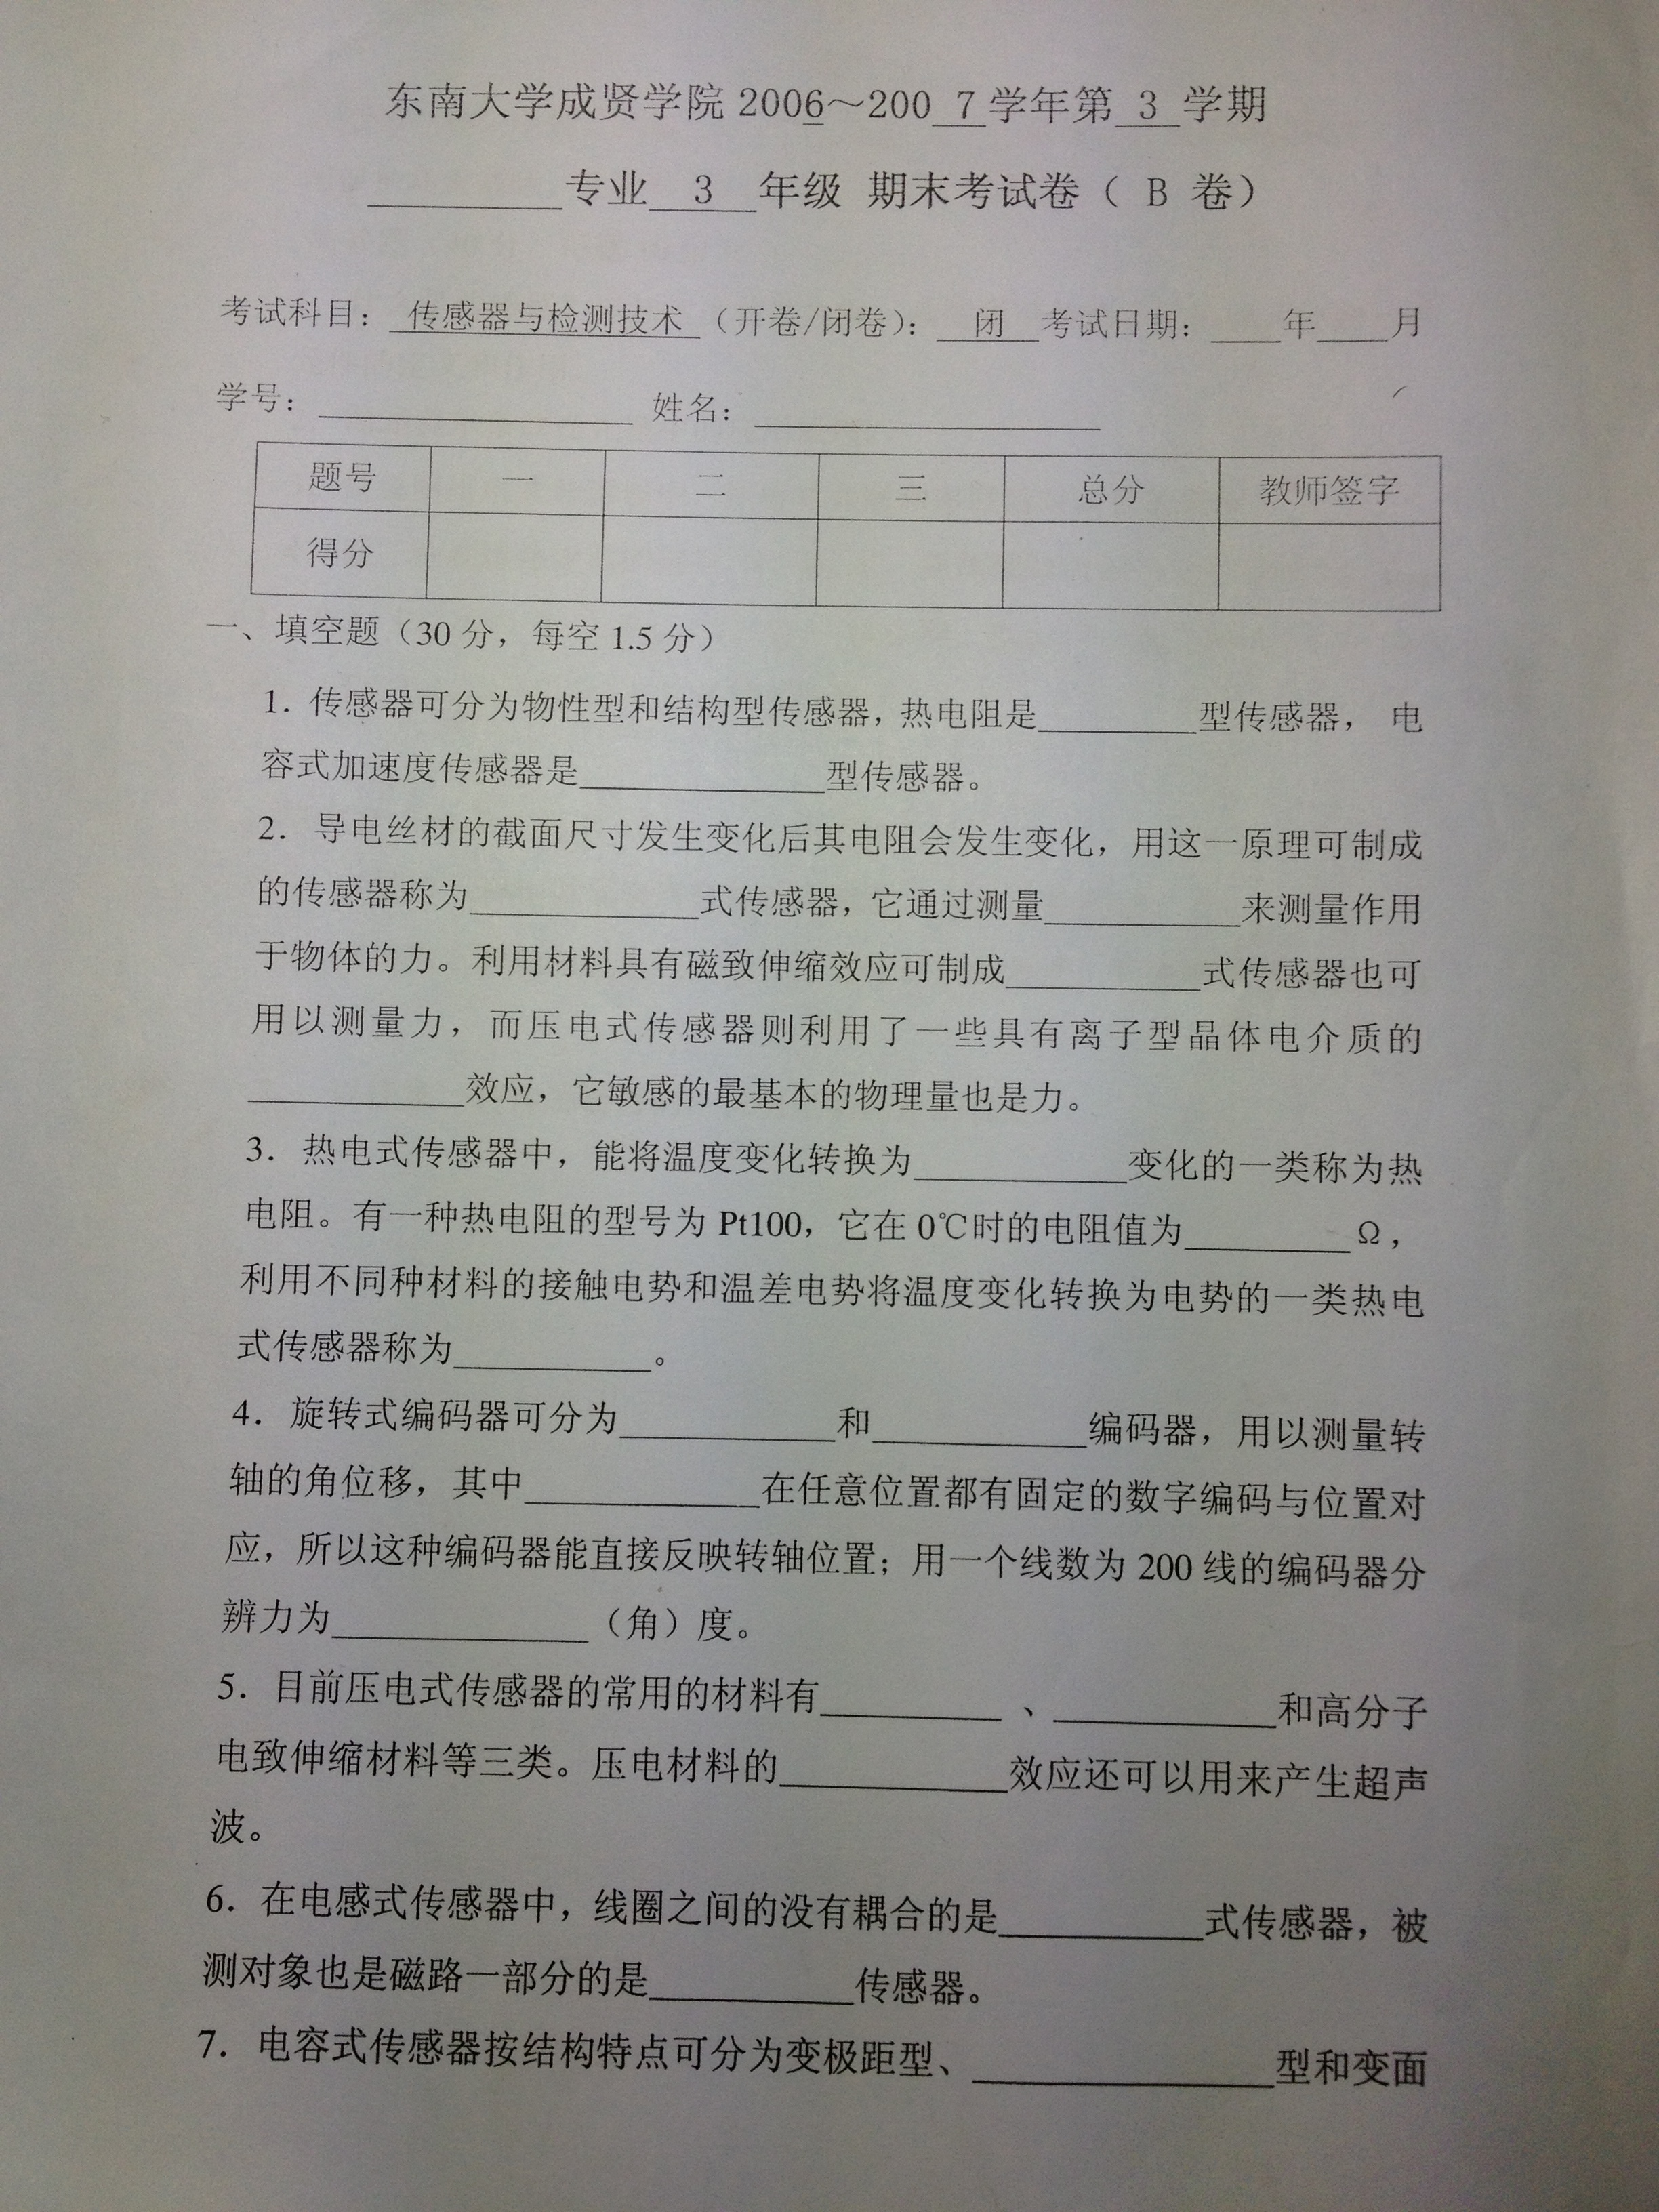 东南大学成贤学院 2006～200 7 学年第 3 学期
________专业 3 年级 期末考试卷（ B 卷）
考试科目： 传感器与检测技术 （开卷/闭卷）： 闭 考试日期：____年____月
学号：______________ 姓名：______________
题号 一 二 三 总分 教师签字
得分
一、填空题（30 分，每空 1.5 分）
1. 传感器可分为物性型和结构型传感器，热电阻是________型传感器， 电
容式加速度传感器是____________型传感器。
2. 导电丝材的截面尺寸发生变化后其电阻会发生变化，用这一原理可制成
的传感器称为____________式传感器，它通过测量__________来测量作用
于物体的力。利用材料具有磁致伸缩效应可制成__________式传感器也可
用以测量力，而压电式传感器则利用了一些具有离子型晶体电介质的
___________效应，它敏感的最基本的物理量也是力。
3. 热电式传感器中，能将温度变化转换为___________变化的一类称为热
电阻。有一种热电阻的型号为 Pt100，它在 0℃时的电阻值为________Ω，
利用不同种材料的接触电势和温差电势将温度变化转换为电势的一类热电
式传感器称为__________。
4. 旋转式编码器可分为___________和___________编码器，用以测量转
轴的角位移，其中____________在任意位置都有固定的数字编码与位置对
应，所以这种编码器能直接反映转轴位置；用一个线数为 200 线的编码器分
辨力为_____________（角）度。
5. 目前压电式传感器的常用的材料有_________ 、___________和高分子
电致伸缩材料等三类。压电材料的___________效应还可以用来产生超声
波。
6. 在电感式传感器中，线圈之间的没有耦合的是__________式传感器，被
测对象也是磁路一部分的是__________传感器。
7. 电容式传感器按结构特点可分为变极距型、_______________型和变面